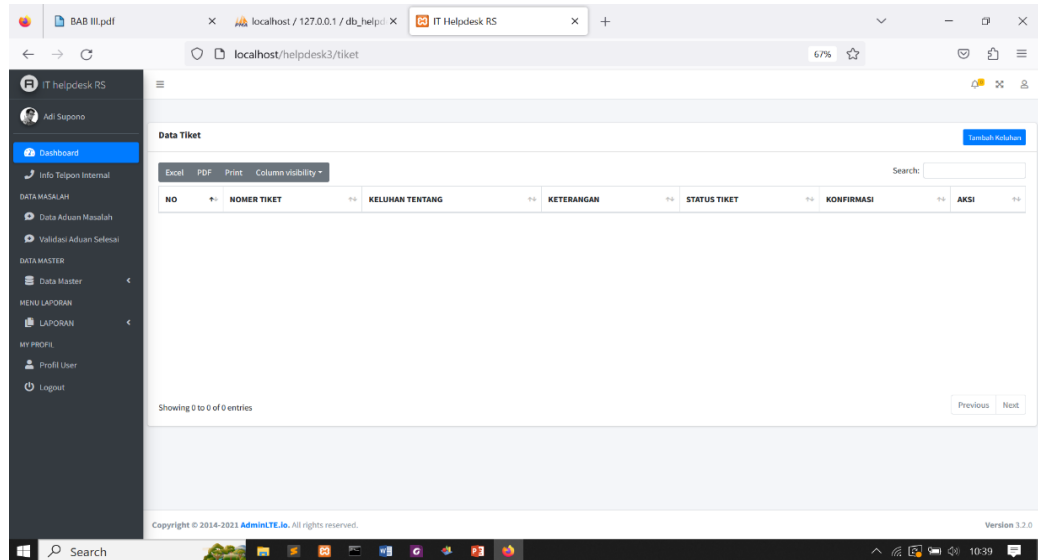 BAB III.pdf
localhost / 127.0.0.1 / db_helpd
IT Helpdesk RS
localhost/helpdesk3/tiket
67%
IT helpdesk RS
Adi Supono
Dashboard
Info Telpon Internal
DATA MASALAH
Data Aduan Masalah
Validasi Aduan Selesai
DATA MASTER
Data Master
MENU LAPORAN
LAPORAN
MY PROFIL
Profil User
Logout
Data Tiket
Tambah Keluhan
Excel PDF Print Column visibility
Search:
NO NOMER TIKET KELUHAN TENTANG KETERANGAN STATUS TIKET KONFIRMASI AKSI
Showing 0 to 0 of 0 entries
Previous Next
Copyright © 2014-2021 AdminLTE.io. All rights reserved.
Version 3.2.0
Search
10:39